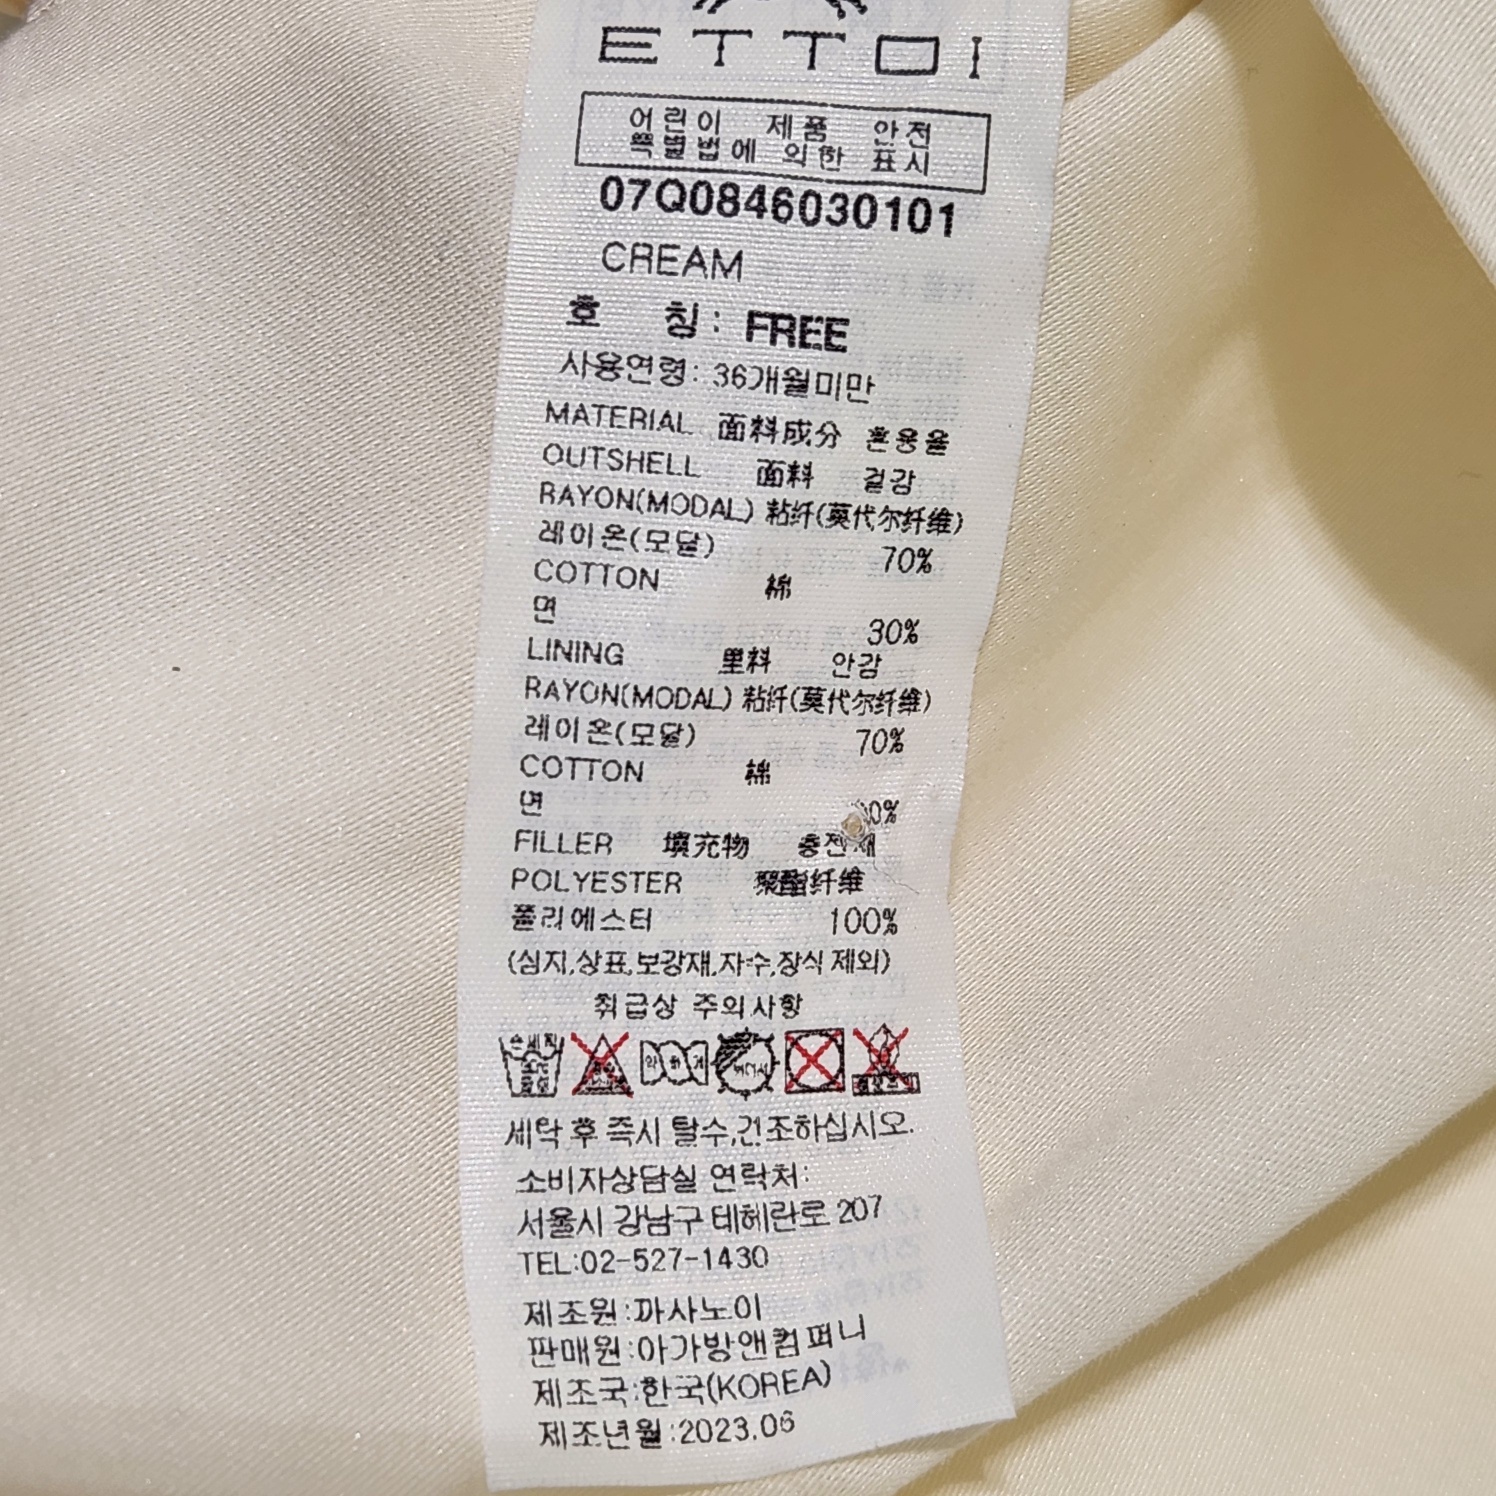 ETTOI
어린이 제품 안전
특별법에 의한 표시
07Q0846030101
CREAM
호 칭: FREE
사용연령: 36개월미만
MATERIAL 面料成分 혼용율
OUTSHELL 面料 겉감
RAYON(MODAL) 粘纤(莫代尔纤维)
레이온(모달) 70%
COTTON 綿
면 30%
LINING 里料 안감
RAYON(MODAL) 粘纤(莫代尔纤维)
레이온(모달) 70%
COTTON 綿
면 0%
FILLER 填充物 충전재
POLYESTER 聚酯纤维
폴리에스터 100%
(심지,상표,보강재,자수,장식 제외)
취급상 주의사항
손세탁 약하게
세탁 후 즉시 탈수,건조하십시오.
소비자상담실 연락처:
서울시 강남구 테헤란로 207
TEL:02-527-1430
제조원:까사노이
판매원:아가방앤컴퍼니
제조국:한국(KOREA)
제조년월:2023.06